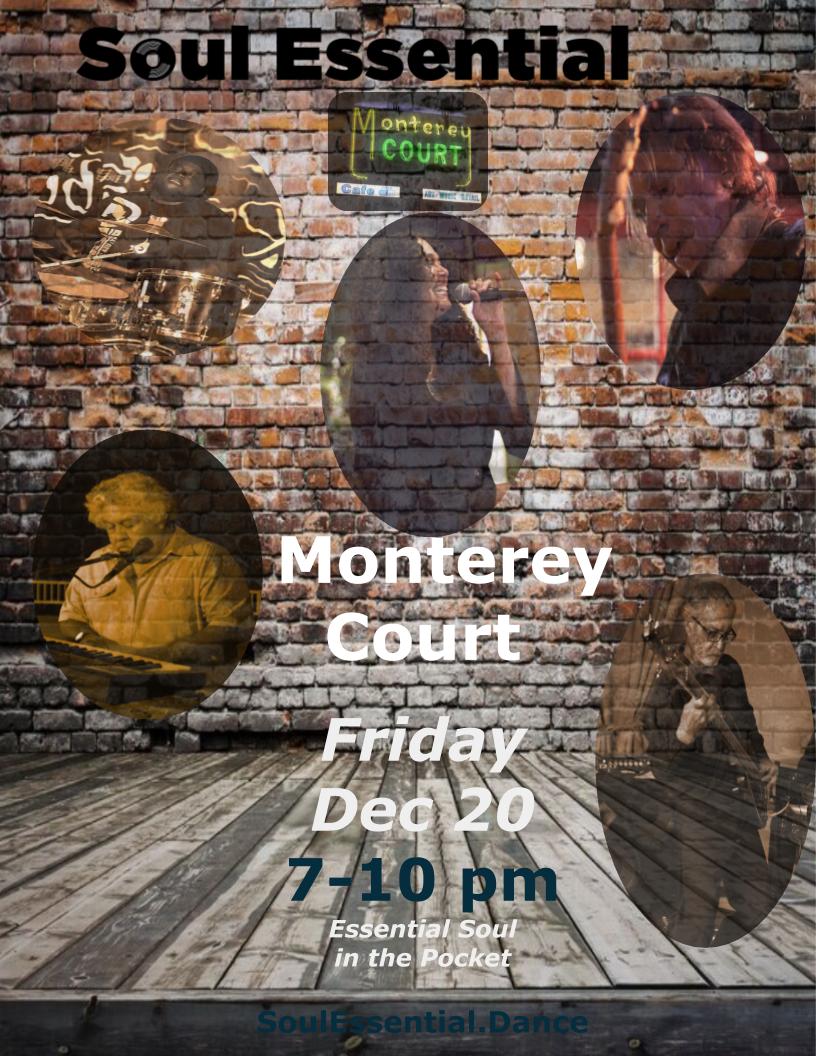 Soul Essential
Monterey
COURT
Monterey
Court
Friday
Dec 20
7-10 pm
Essential Soul
in the Pocket
SoulEssential.Dance